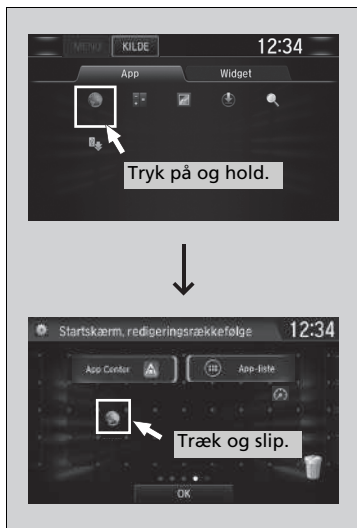 MENU KILDE 12:34
App Widget
Tryk på og hold.
Startskærm, redigeringsrækkefølge 12:34
App Center App-liste
Træk og slip.
OK